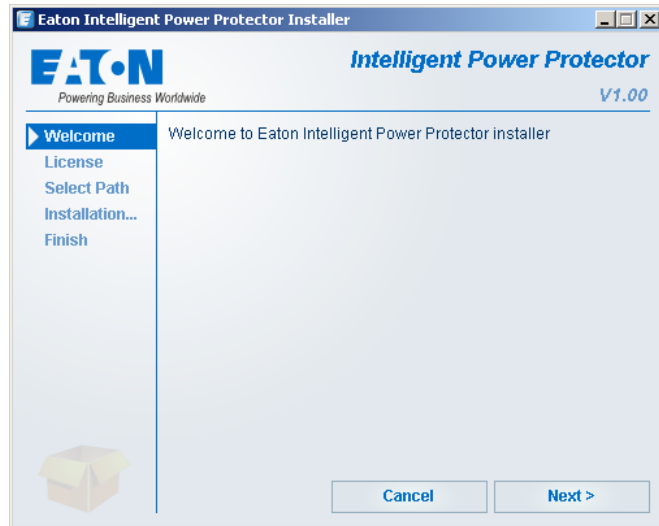 Eaton Intelligent Power Protector Installer
EATON
Powering Business Worldwide
Intelligent Power Protector
V1.00
Welcome
License
Select Path
Installation...
Finish
Welcome to Eaton Intelligent Power Protector installer
Cancel
Next >